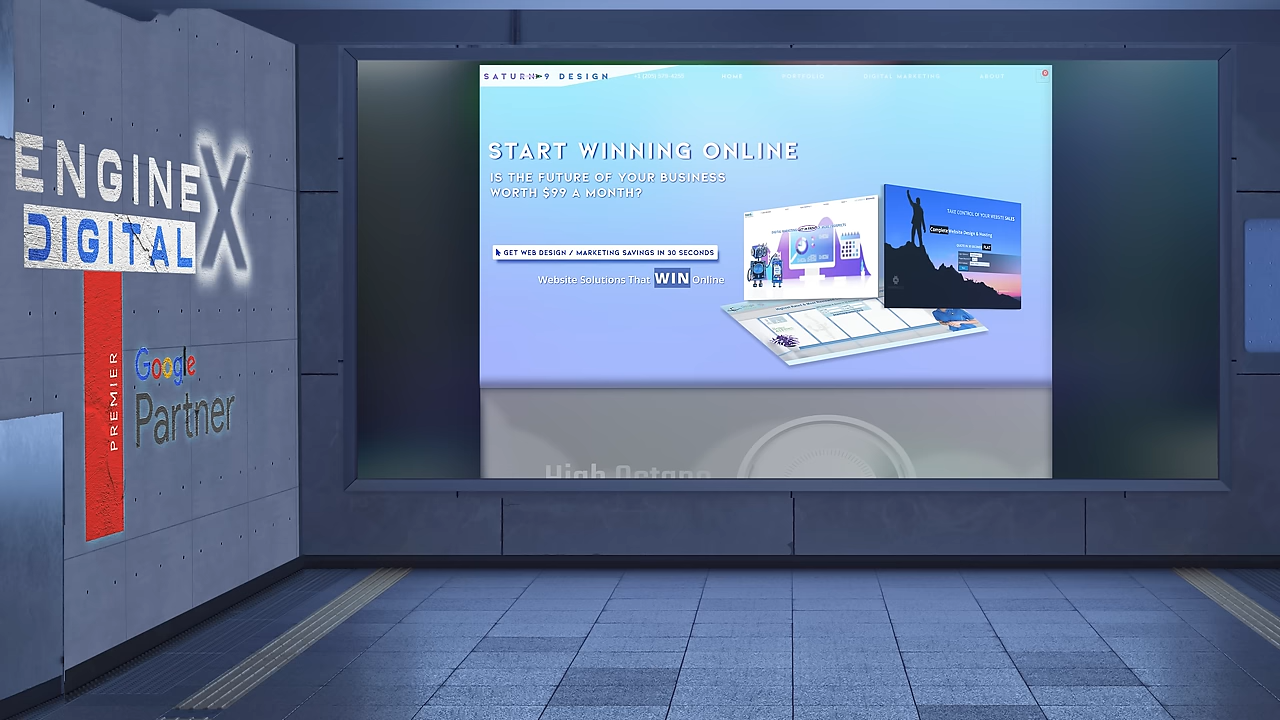 ENGINE X
DIGITAL
PREMIER
Google
Partner
SATURN 9 DESIGN
HOME
PORTFOLIO
DIGITAL MARKETING
ABOUT
0
START WINNING ONLINE
IS THE FUTURE OF YOUR BUSINESS
WORTH $99 A MONTH?
GET WEB DESIGN / MARKETING SAVINGS IN 30 SECONDS
Website Solutions That WIN Online
TAKE CONTROL OF YOUR WEBSITE SALES
Complete Website Design & Hosting
High Octane